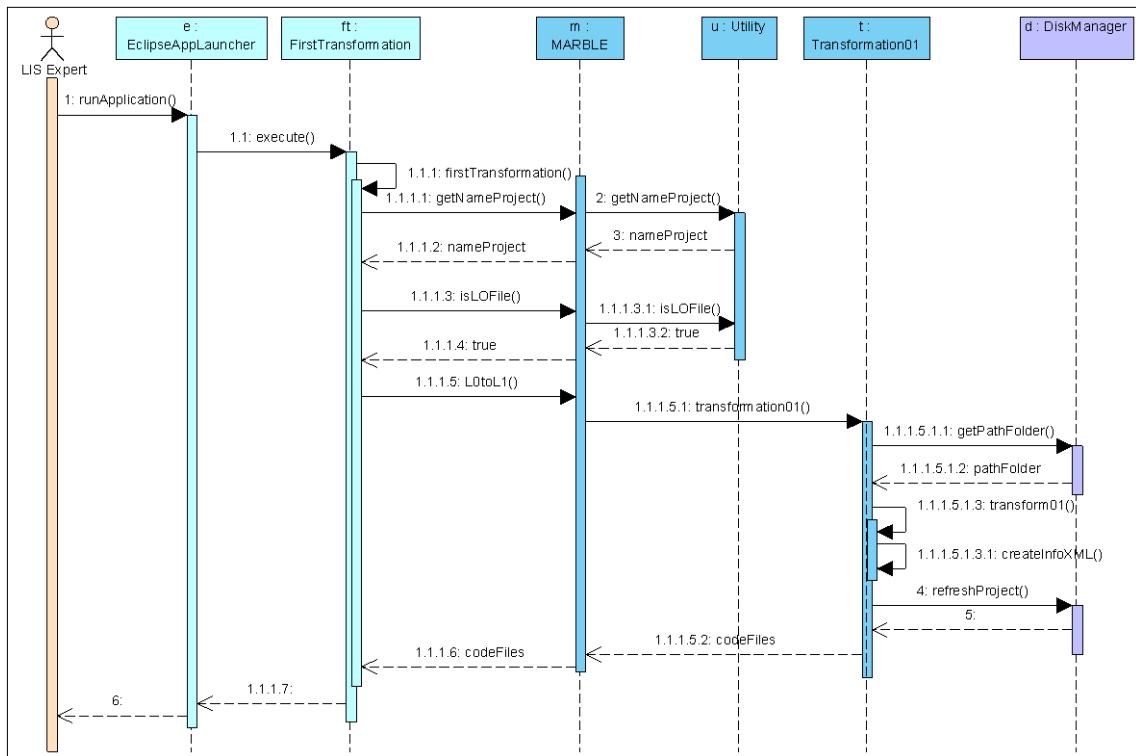 e :
EclipseAppLauncher
ft :
FirstTransformation
m :
MARBLE
u : Utility
t :
Transformation01
d : DiskManager
LIS Expert
1: runApplication()
1.1: execute()
1.1.1: firstTransformation()
1.1.1.1: getNameProject()
2: getNameProject()
3: nameProject
1.1.1.2: nameProject
1.1.1.3: isLOFile()
1.1.1.3.1: isLOFile()
1.1.1.3.2: true
1.1.1.4: true
1.1.1.5: L0toL1()
1.1.1.5.1: transformation01()
1.1.1.5.1.1: getPathFolder()
1.1.1.5.1.2: pathFolder
1.1.1.5.1.3: transform01()
1.1.1.5.1.3.1: createInfoXML()
4: refreshProject()
5:
1.1.1.5.2: codeFiles
1.1.1.6: codeFiles
1.1.1.7:
6: